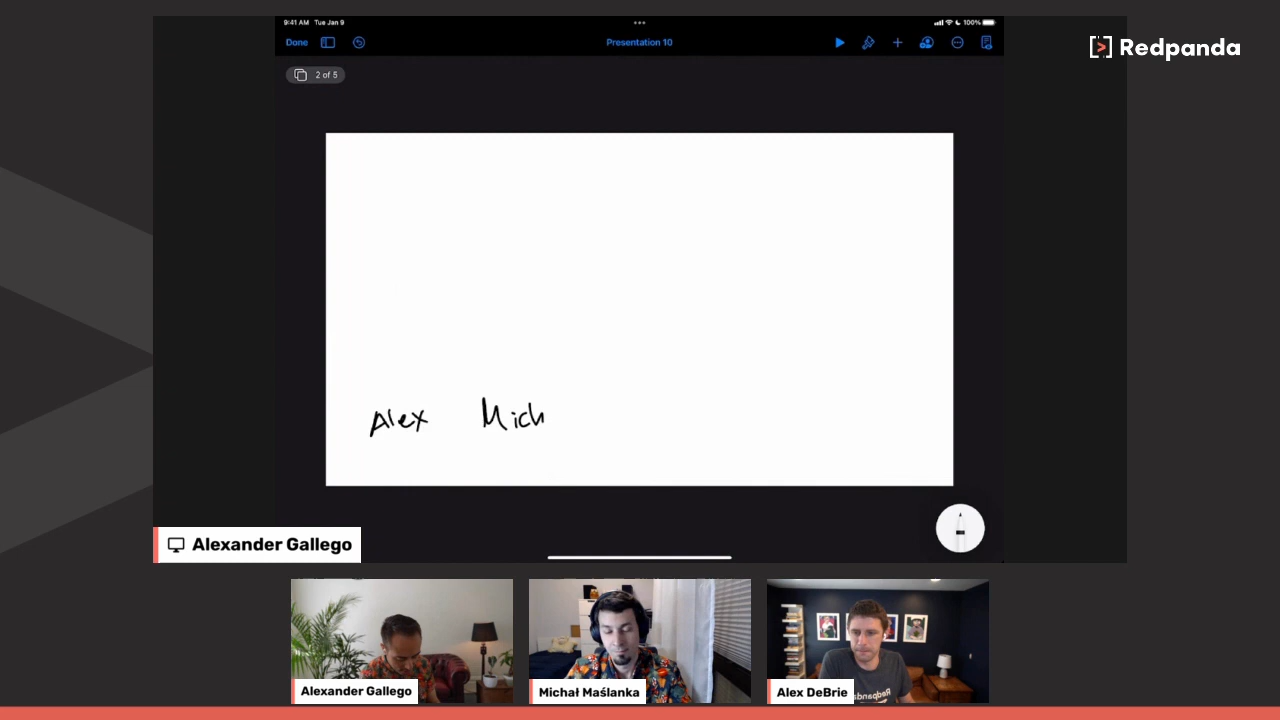 9:41 AM Tue Jan 9
100%
Done
Presentation 10
Redpanda
2 of 5
Alex Mich
Alexander Gallego
Alexander Gallego
Michał Maślanka
Alex DeBrie